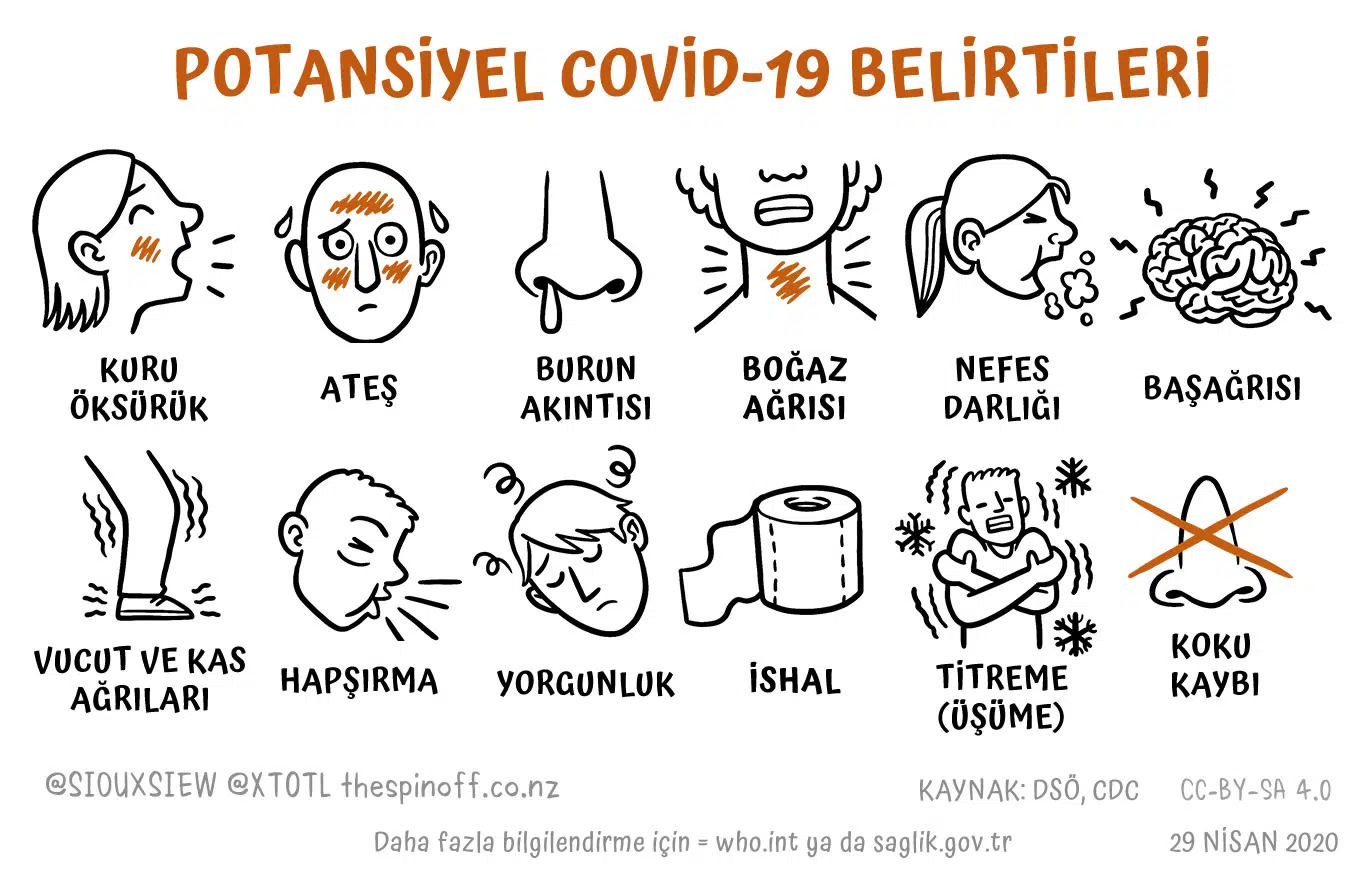 POTANSİYEL COVİD-19 BELİRTİLERİ
KURU
ÖKSÜRÜK
ATEŞ
BURUN
AKINTISI
BOĞAZ
AĞRISI
NEFES
DARLIĞI
BAŞAĞRISI
VUCUT VE KAS
AĞRILARI
HAPŞIRMA
YORGUNLUK
İSHAL
TİTREME
(ÜŞÜME)
KOKU
KAYBI
@SIOUXSIEW @XTOTL thespinoff.co.nz
KAYNAK: DSÖ, CDC
CC-BY-SA 4.0
Daha fazla bilgilendirme için = who.int ya da saglik.gov.tr
29 NİSAN 2020